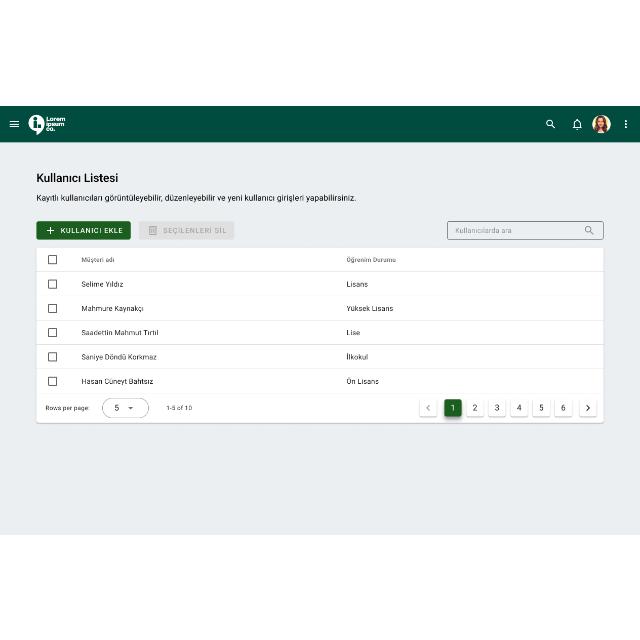 Lorem
ipsum
co.
Kullanıcı Listesi
Kayıtlı kullanıcıları görüntüleyebilir, düzenleyebilir ve yeni kullanıcı girişleri yapabilirsiniz.
KULLANICI EKLE SEÇİLENLERİ SİL Kullanıcılarda ara
Müşteri adı Öğrenim Durumu
Selime Yıldız Lisans
Mahmure Kaynakçı Yüksek Lisans
Saadettin Mahmut Tırtıl Lise
Saniye Döndü Korkmaz İlkokul
Hasan Cüneyt Bahtsız Ön Lisans
Rows per page: 5 1-5 of 10 1 2 3 4 5 6